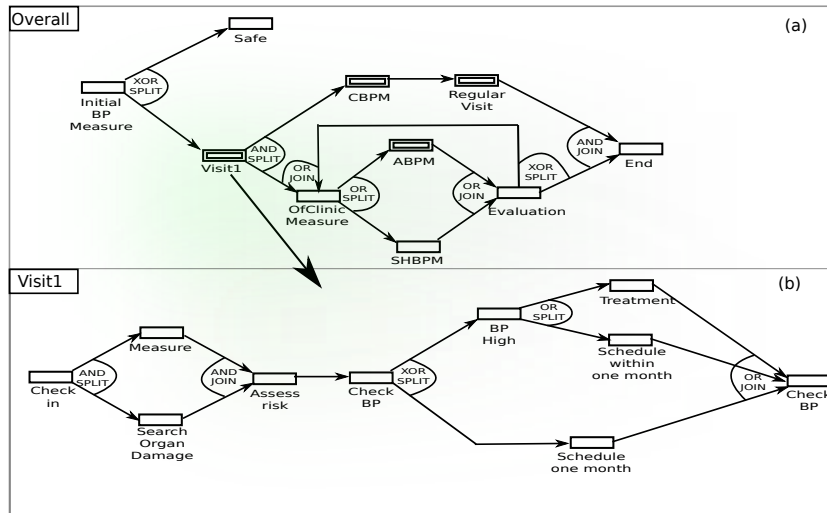 Overall
(a)
Safe
XOR
SPLIT
Initial
BP
Measure
CBPM
Regular
Visit
AND
SPLIT
Visit1
OR
JOIN
ABPM
AND
JOIN
End
OfClinic
Measure
OR
SPLIT
OR
JOIN
XOR
SPLIT
Evaluation
SHBPM
Visit1
(b)
Treatment
OR
SPLIT
BP
High
Measure
Schedule
within
one month
AND
SPLIT
AND
JOIN
Check
in
Assess
risk
Check
BP
XOR
SPLIT
OR
JOIN
Check
BP
Search
Organ
Damage
Schedule
one month